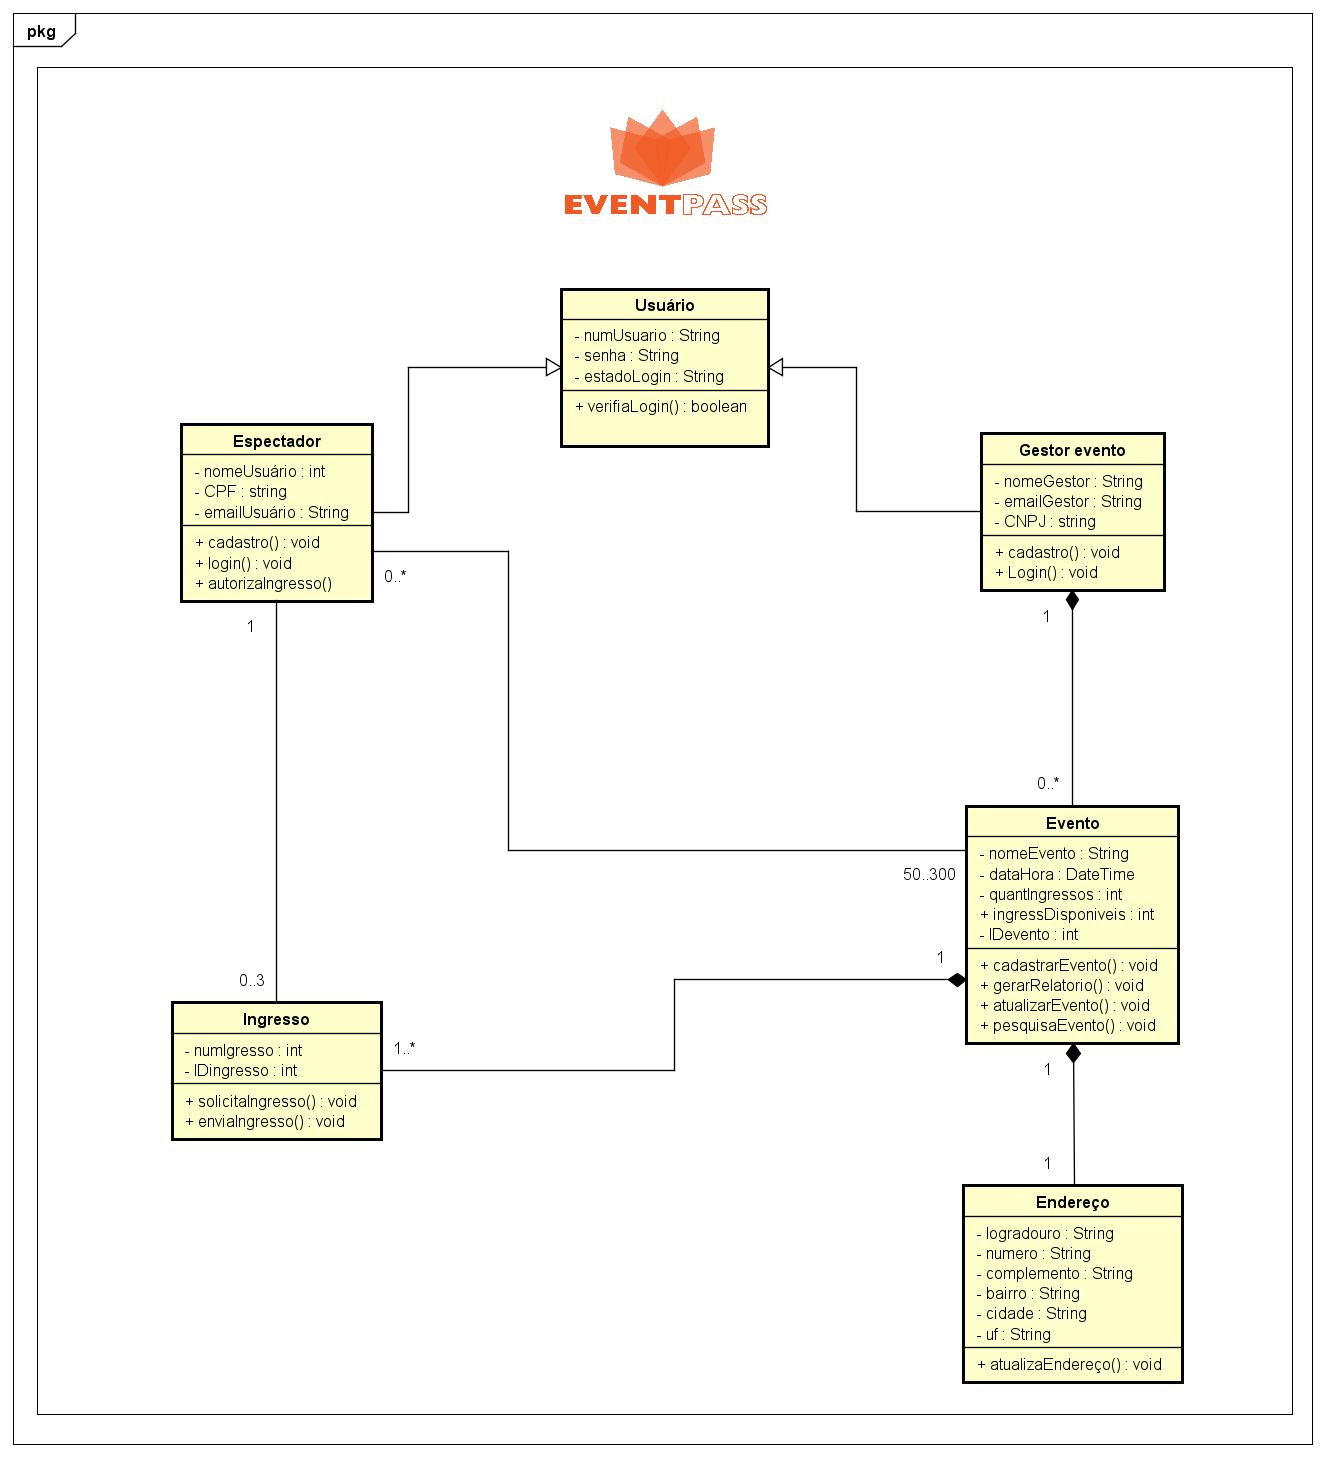 pkg
EVENTPASS
Usuário
- numUsuario : String
- senha : String
- estadoLogin : String
+ verifiaLogin() : boolean
Espectador
- nomeUsuário : int
- CPF : string
- emailUsuário : String
+ cadastro() : void
+ login() : void
+ autorizaIngresso()
Gestor evento
- nomeGestor : String
- emailGestor : String
- CNPJ : string
+ cadastro() : void
+ Login() : void
0..*
1
1
0..*
Evento
- nomeEvento : String
- dataHora : DateTime
- quantIngressos : int
+ ingressDisponiveis : int
- IDevento : int
+ cadastrarEvento() : void
+ gerarRelatorio() : void
+ atualizarEvento() : void
+ pesquisaEvento() : void
50..300
1
0..3
Ingresso
- numIgresso : int
- IDingresso : int
+ solicitaIngresso() : void
+ enviaIngresso() : void
1..*
1
1
Endereço
- logradouro : String
- numero : String
- complemento : String
- bairro : String
- cidade : String
- uf : String
+ atualizaEndereço() : void